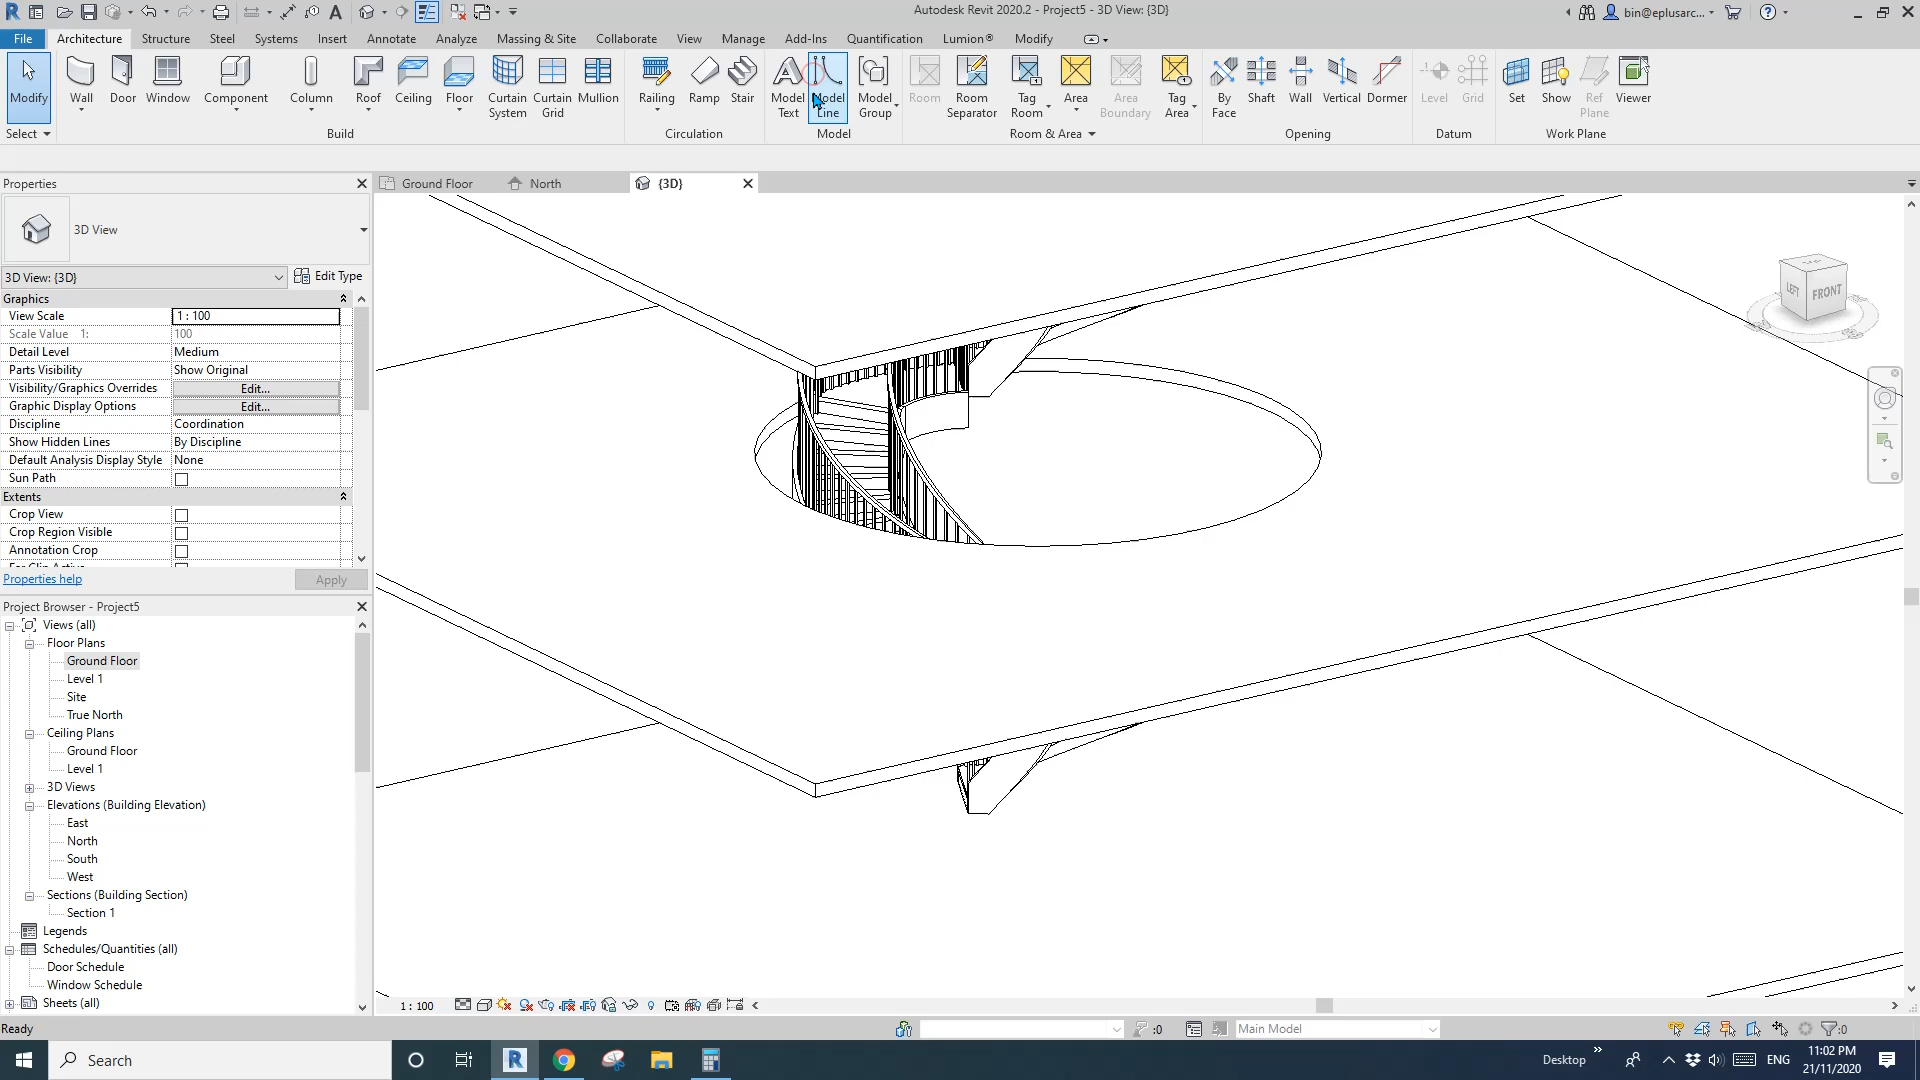 Autodesk Revit 2020.2 - Project5 - 3D View: {3D}
bin@eplusarc...
File Architecture Structure Steel Systems Insert Annotate Analyze Massing & Site Collaborate View Manage Add-Ins Quantification Lumion® Modify
Modify Wall Door Window Component Column Roof Ceiling Floor Curtain System Curtain Grid Mullion Railing Ramp Stair Model Text Model Line Model Group Room Room Separator Tag Room Area Area Boundary Tag Area By Face Shaft Wall Vertical Dormer Level Grid Set Show Ref Plane Viewer
Select Build Circulation Model Room & Area Opening Datum Work Plane
Properties
Ground Floor North {3D}
3D View
3D View: {3D} Edit Type
Graphics
View Scale 1 : 100
Scale Value 1: 100
Detail Level Medium
Parts Visibility Show Original
Visibility/Graphics Overrides Edit...
Graphic Display Options Edit...
Discipline Coordination
Show Hidden Lines By Discipline
Default Analysis Display Style None
Sun Path
Extents
Crop View
Crop Region Visible
Annotation Crop
Properties help Apply
Project Browser - Project5
Views (all)
Floor Plans
Ground Floor
Level 1
Site
True North
Ceiling Plans
Ground Floor
Level 1
3D Views
Elevations (Building Elevation)
East
North
South
West
Sections (Building Section)
Section 1
Legends
Schedules/Quantities (all)
Door Schedule
Window Schedule
Sheets (all)
LEFT FRONT
1 : 100
Ready :0 Main Model :0
Search Desktop ENG 11:02 PM
21/11/2020